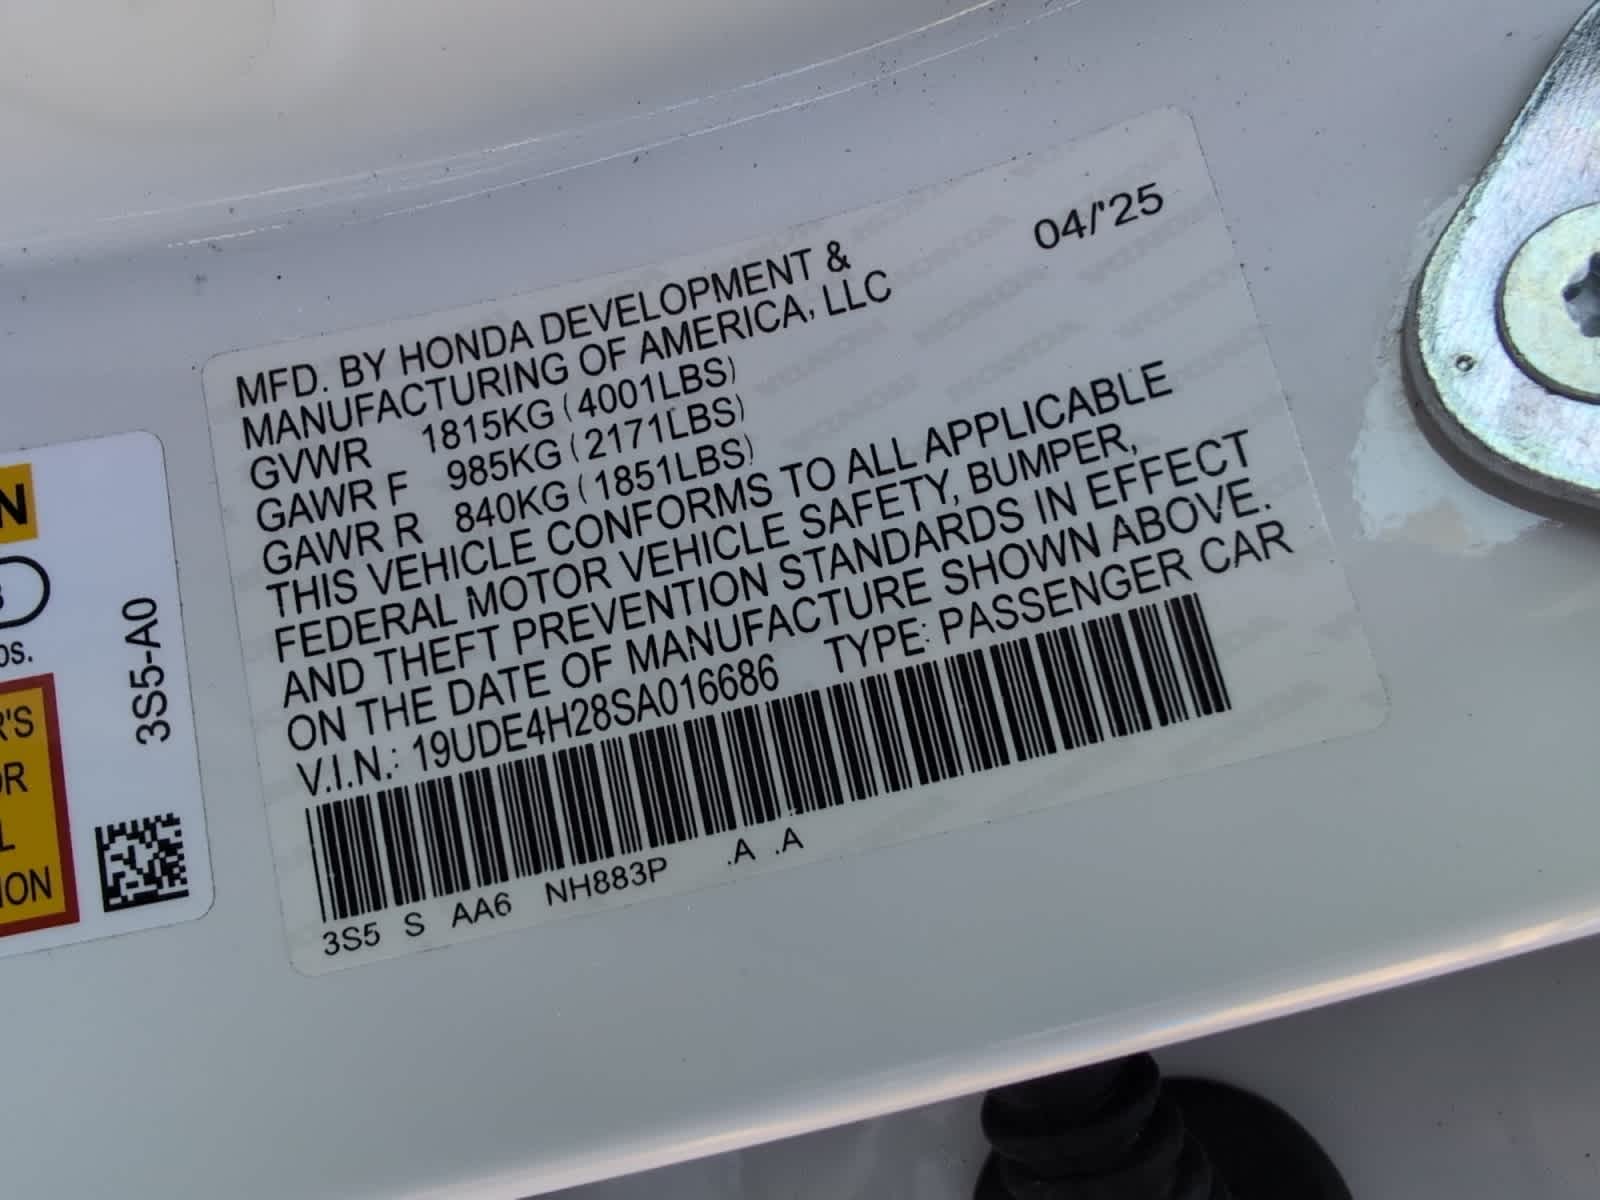 MFD. BY HONDA DEVELOPMENT &
MANUFACTURING OF AMERICA, LLC
04/'25
GVWR 1815KG (4001LBS)
GAWR F 985KG (2171LBS)
GAWR R 840KG (1851LBS)
THIS VEHICLE CONFORMS TO ALL APPLICABLE
FEDERAL MOTOR VEHICLE SAFETY, BUMPER,
AND THEFT PREVENTION STANDARDS IN EFFECT
ON THE DATE OF MANUFACTURE SHOWN ABOVE.
V.I.N.: 19UDE4H28SA016686 TYPE: PASSENGER CAR
3S5 S AA6 NH883P .A .A
3S5-A0